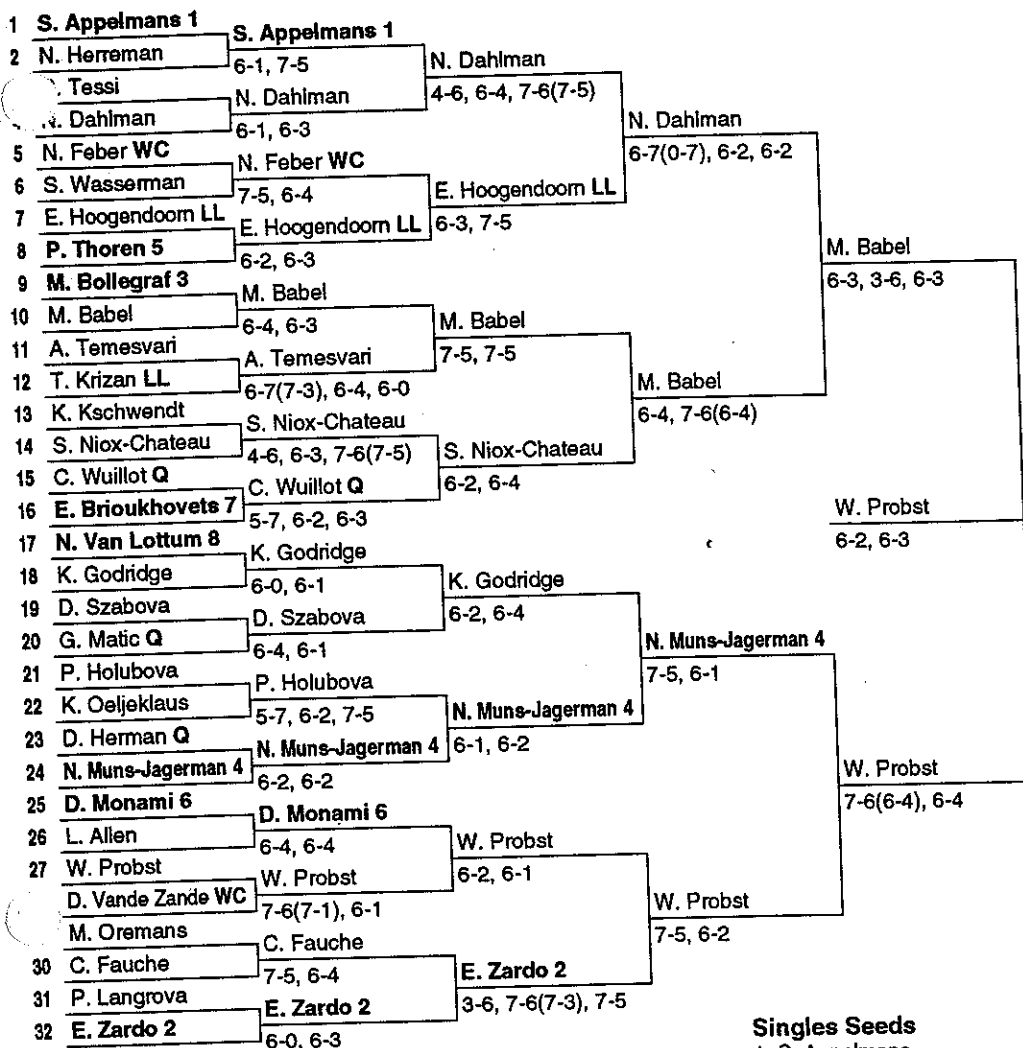 1 S. Appelmans 1
2 N. Herreman
Tessi
N. Dahlman
5 N. Feber WC
6 S. Wasserman
7 E. Hoogendoorn LL
8 P. Thoren 5
9 M. Bollegraf 3
10 M. Babel
11 A. Temesvari
12 T. Krizan LL
13 K. Kschwendt
14 S. Niox-Chateau
15 C. Wuillot Q
16 E. Brioukhovets 7
17 N. Van Lottum 8
18 K. Godridge
19 D. Szabova
20 G. Matic Q
21 P. Holubova
22 K. Oeljeklaus
23 D. Herman Q
24 N. Muns-Jagerman 4
25 D. Monami 6
26 L. Allen
27 W. Probst
D. Vande Zande WC
M. Oremans
30 C. Fauche
31 P. Langrova
32 E. Zardo 2
S. Appelmans 1
6-1, 7-5
N. Dahlman
6-1, 6-3
N. Feber WC
7-5, 6-4
E. Hoogendoorn LL
6-2, 6-3
M. Babel
6-4, 6-3
A. Temesvari
6-7(7-3), 6-4, 6-0
S. Niox-Chateau
4-6, 6-3, 7-6(7-5)
C. Wuillot Q
5-7, 6-2, 6-3
K. Godridge
6-0, 6-1
D. Szabova
6-4, 6-1
P. Holubova
5-7, 6-2, 7-5
N. Muns-Jagerman 4
6-2, 6-2
D. Monami 6
6-4, 6-4
W. Probst
7-6(7-1), 6-1
C. Fauche
7-5, 6-4
E. Zardo 2
6-0, 6-3
N. Dahlman
4-6, 6-4, 7-6(7-5)
E. Hoogendoorn LL
6-3, 7-5
M. Babel
7-5, 7-5
S. Niox-Chateau
6-2, 6-4
K. Godridge
6-2, 6-4
N. Muns-Jagerman 4
6-1, 6-2
W. Probst
6-2, 6-1
E. Zardo 2
3-6, 7-6(7-3), 7-5
N. Dahlman
6-7(0-7), 6-2, 6-2
M. Babel
6-4, 7-6(6-4)
N. Muns-Jagerman 4
7-5, 6-1
W. Probst
7-5, 6-2
M. Babel
6-3, 3-6, 6-3
W. Probst
7-6(6-4), 6-4
W. Probst
6-2, 6-3
Singles Seeds